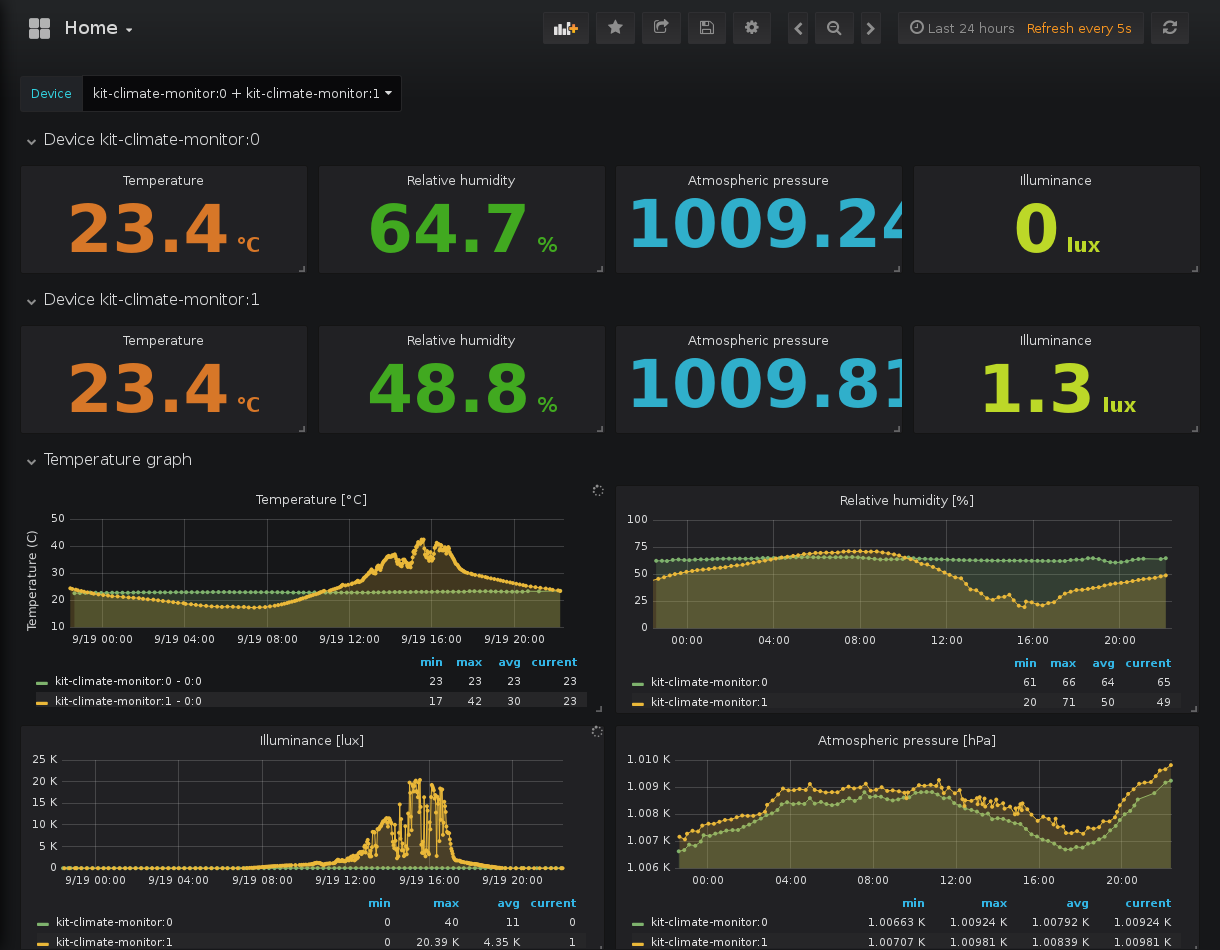 Home
Last 24 hours Refresh every 5s
Device kit-climate-monitor:0 + kit-climate-monitor:1
Device kit-climate-monitor:0
Temperature Relative humidity Atmospheric pressure Illuminance
23.4 °C 64.7 % 1009.24 0 lux
Device kit-climate-monitor:1
Temperature Relative humidity Atmospheric pressure Illuminance
23.4 °C 48.8 % 1009.81 1.3 lux
Temperature graph
Temperature [°C]
Temperature (C)
50
40
30
20
10
9/19 00:00 9/19 04:00 9/19 08:00 9/19 12:00 9/19 16:00 9/19 20:00
min max avg current
kit-climate-monitor:0 - 0:0 23 23 23 23
kit-climate-monitor:1 - 0:0 17 42 30 23
Relative humidity [%]
100
75
50
25
0
00:00 04:00 08:00 12:00 16:00 20:00
min max avg current
kit-climate-monitor:0 61 66 64 65
kit-climate-monitor:1 20 71 50 49
Illuminance [lux]
25 K
20 K
15 K
10 K
5 K
0
9/19 00:00 9/19 04:00 9/19 08:00 9/19 12:00 9/19 16:00 9/19 20:00
min max avg current
kit-climate-monitor:0 0 40 11 0
kit-climate-monitor:1 0 20.39 K 4.35 K 1
Atmospheric pressure [hPa]
1.010 K
1.009 K
1.008 K
1.007 K
1.006 K
00:00 04:00 08:00 12:00 16:00 20:00
min max avg current
kit-climate-monitor:0 1.00663 K 1.00924 K 1.00792 K 1.00924 K
kit-climate-monitor:1 1.00707 K 1.00981 K 1.00839 K 1.00981 K